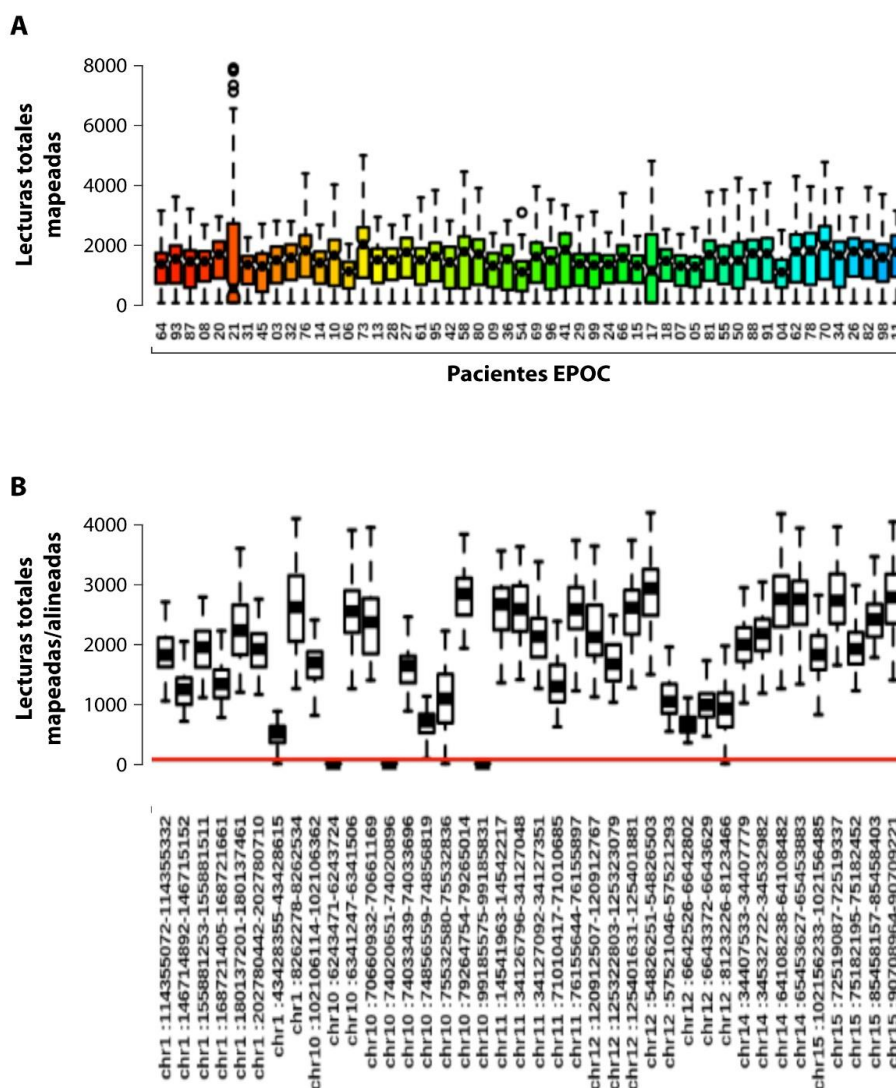 A
Lecturas totales
mapeadas
8000
6000
4000
2000
0
64 93 87 08 20 21 31 45 03 32 76 14 10 06 73 13 28 27 61 95 42 58 80 09 36 54 69 96 41 29 99 24 66 15 17 18 07 05 81 55 50 88 91 04 62 78 70 34 26 82 98 11
Pacientes EPOC
B
Lecturas totales
mapeadas/alineadas
4000
3000
2000
1000
0
chr1 :114355072-114355332
chr1 :146714892-146715152
chr1 :155881253-155881511
chr1 :168721405-168721661
chr1 :180137201-180137461
chr1 :202780442-202780710
chr1 :43428355-43428615
chr1 :8262278-8262534
chr10 :102106114-102106362
chr10 :6243471-6243724
chr10 :6341247-6341506
chr10 :70660932-70661169
chr10 :74020651-74020896
chr10 :74033439-74033696
chr10 :74856559-74856819
chr10 :75532580-75532836
chr10 :79264754-79265014
chr10 :99185575-99185831
chr11 :14541963-14542217
chr11 :34126796-34127048
chr11 :34127092-34127351
chr11 :71010417-71010685
chr11 :76155644-76155897
chr12 :120912507-120912767
chr12 :125322803-125323079
chr12 :125401631-125401881
chr12 :54826251-54826503
chr12 :57521046-57521293
chr12 :6642526-6642802
chr12 :6643372-6643629
chr12 :8123226-8123466
chr14 :34407533-34407779
chr14 :34532722-34532982
chr14 :64108238-64108482
chr14 :65453627-65453883
chr15 :102156233-102156485
chr15 :72519087-72519337
chr15 :75182195-75182452
chr15 :85458157-85458403
chr15 :90708964-90709221